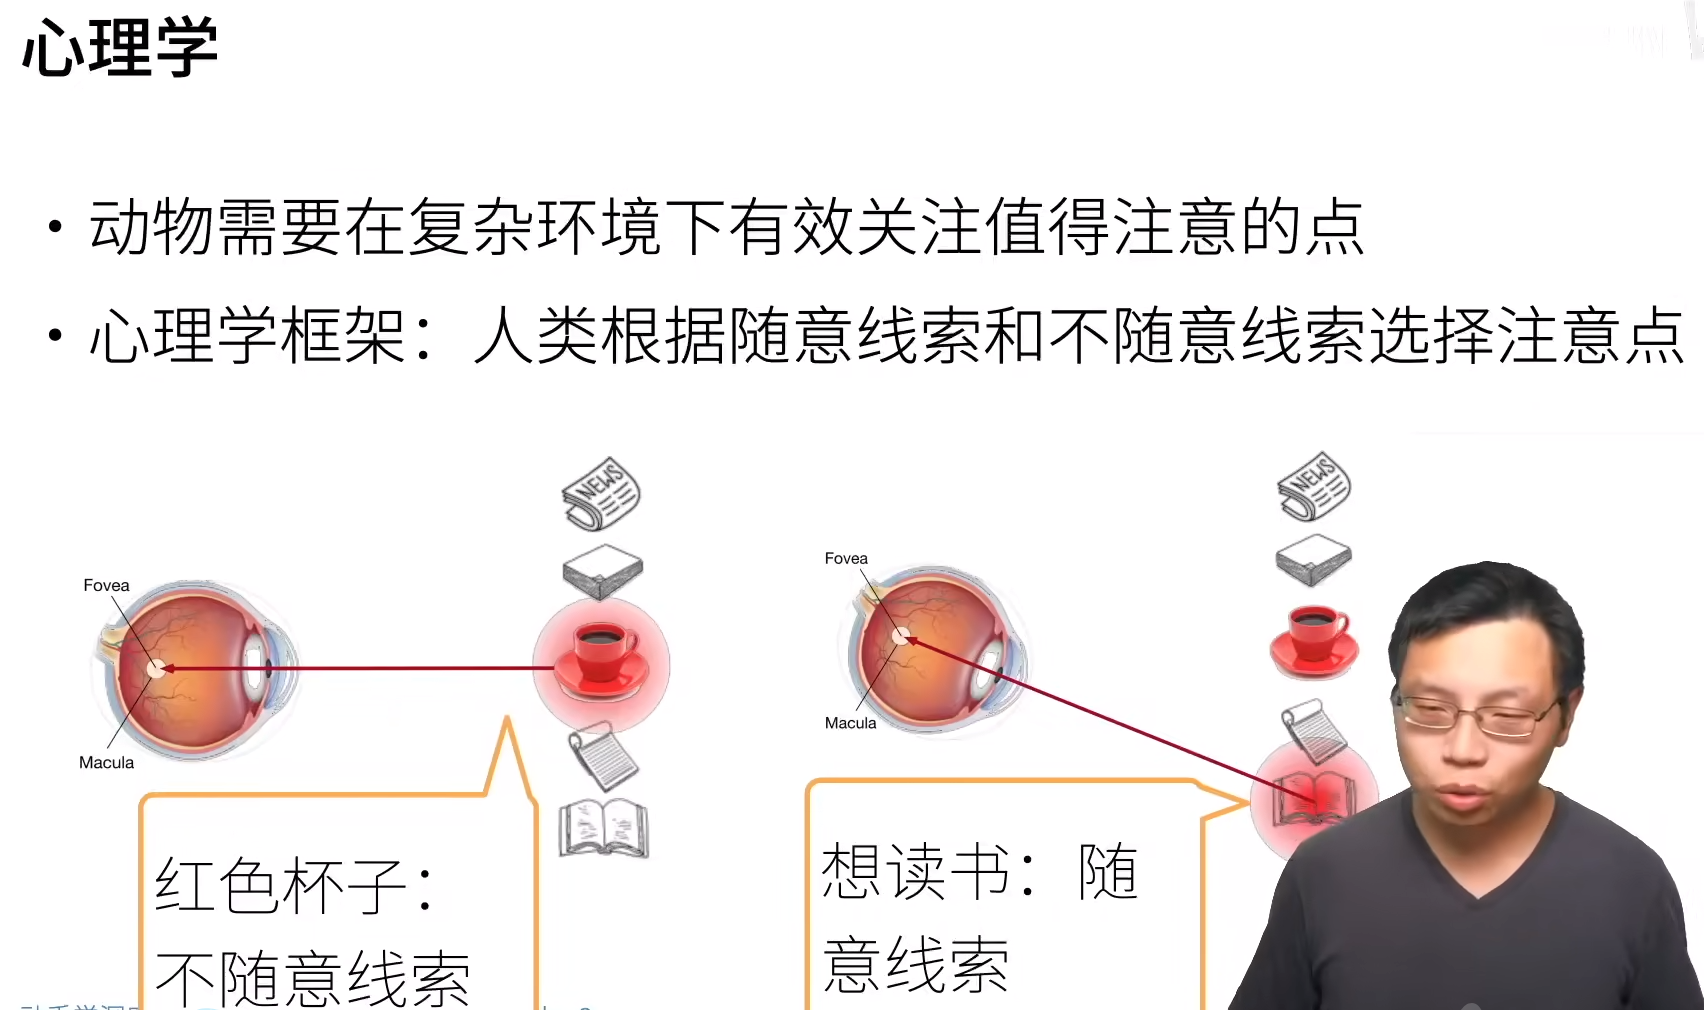 心理学
• 动物需要在复杂环境下有效关注值得注意的点
• 心理学框架：人类根据随意线索和不随意线索选择注意点
NEWS
Fovea
Macula
红色杯子：
不随意线索
NEWS
Fovea
Macula
想读书：随
意线索